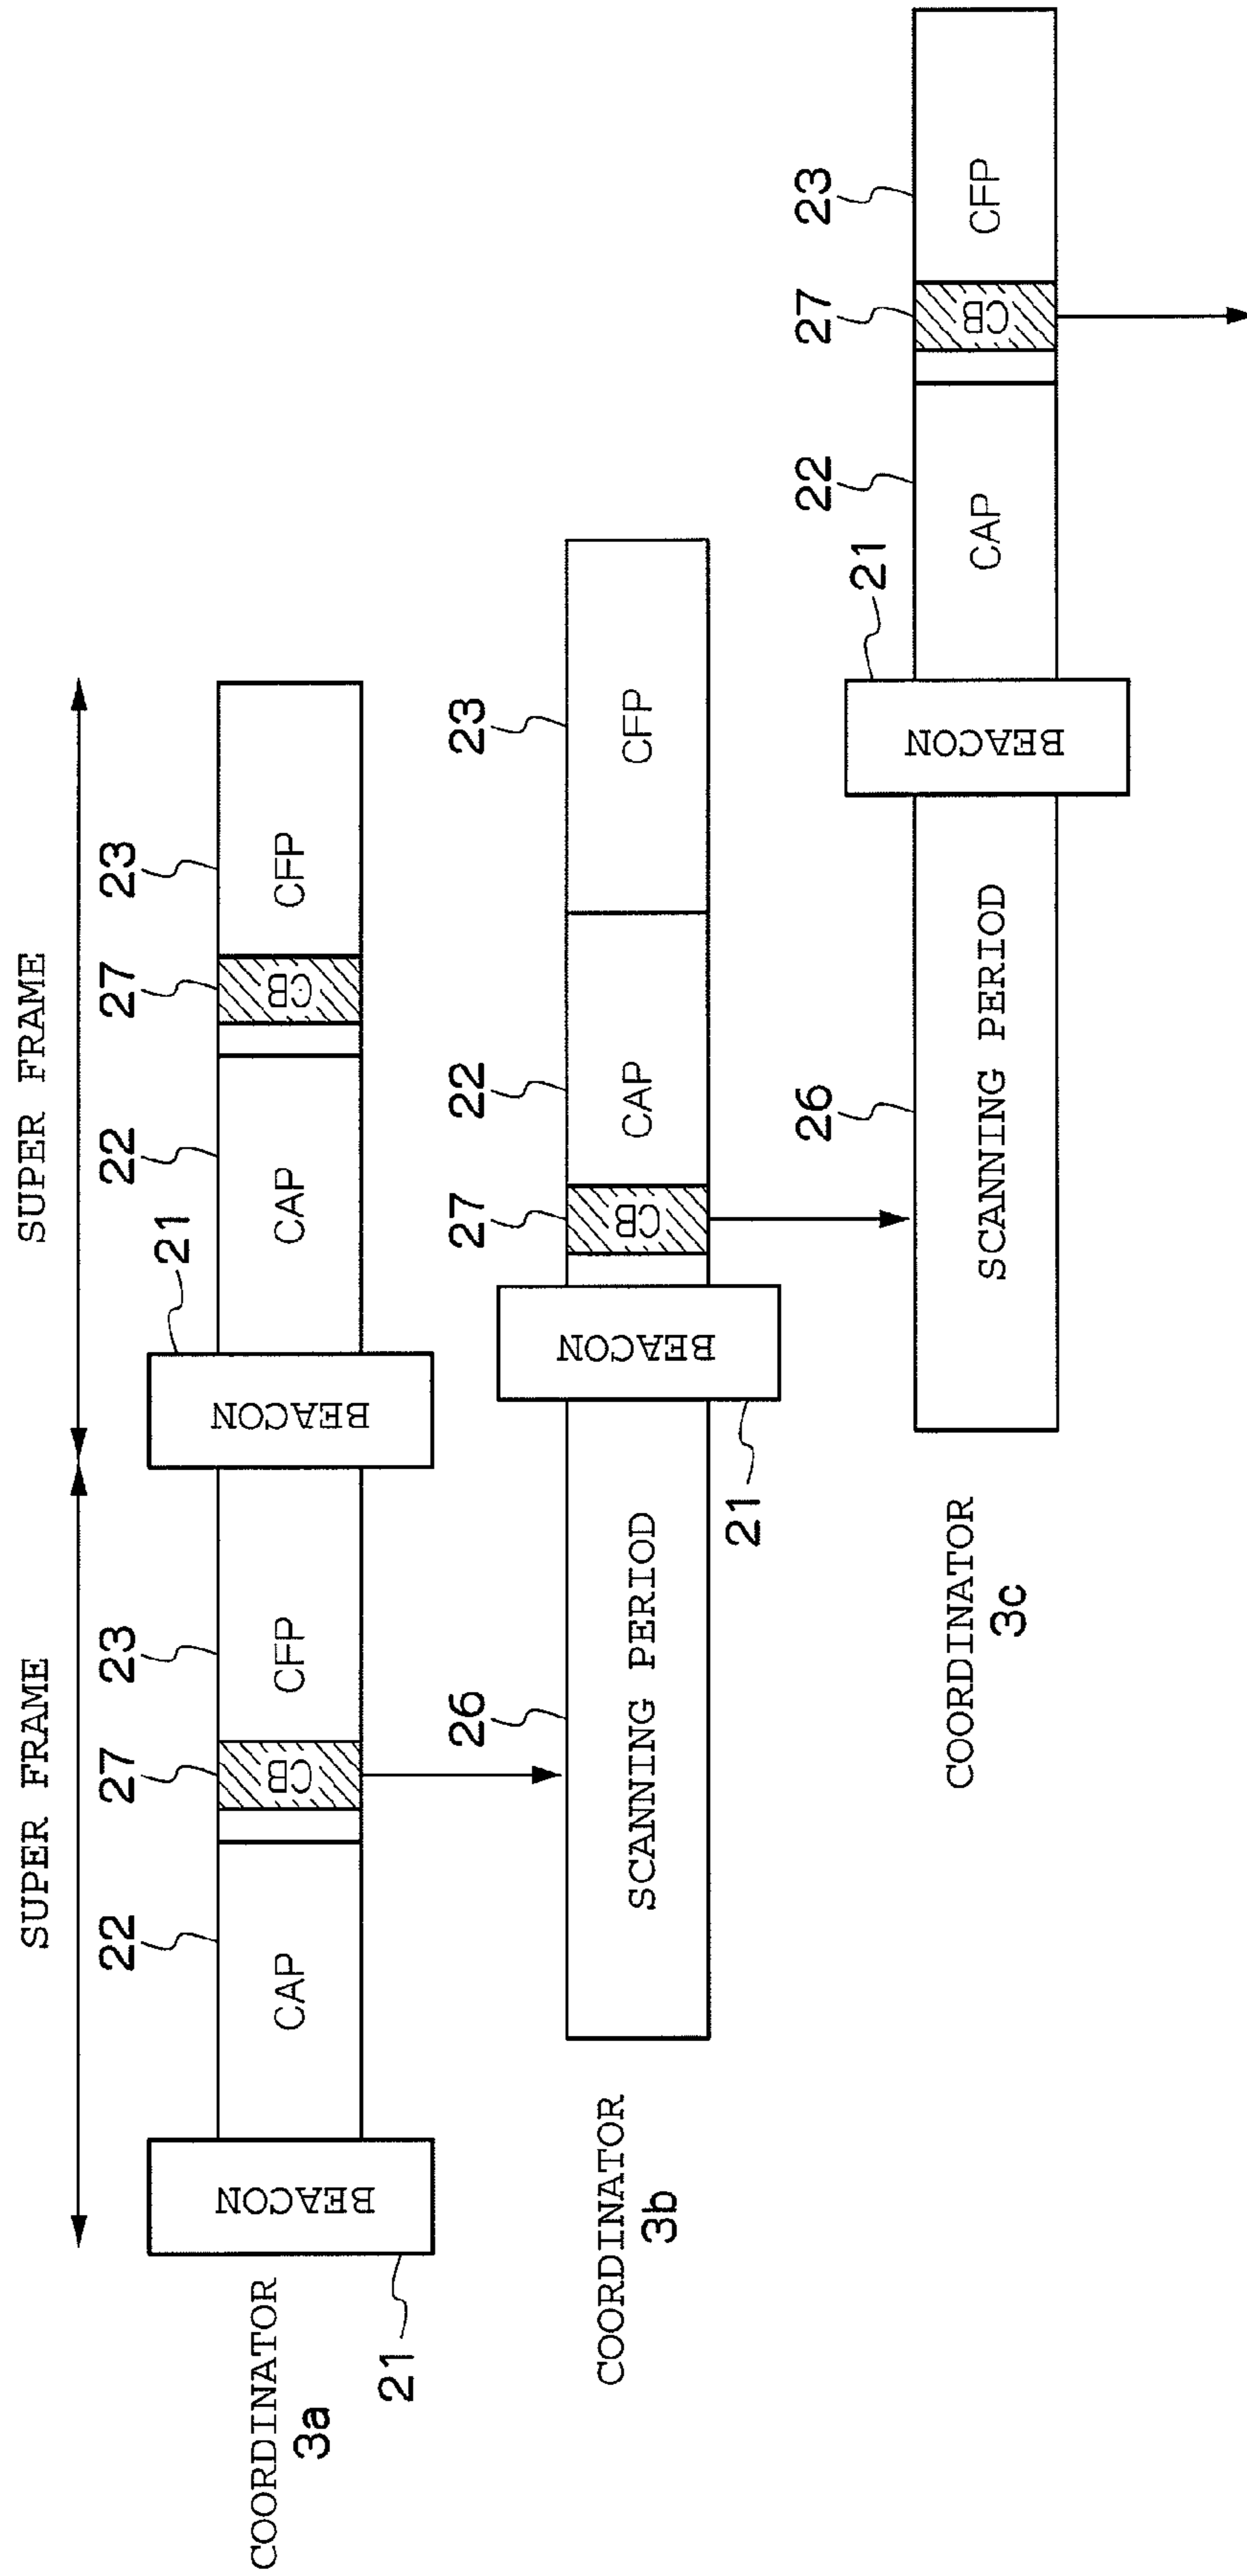 SUPER FRAME
SUPER FRAME
22
27
23
21
22
27
23
COORDINATOR
3a
BEACON
CAP
CB
CFP
BEACON
CAP
CB
CFP
21
26
27
22
23
COORDINATOR
3b
SCANNING PERIOD
BEACON
CB
CAP
CFP
21
26
21
22
27
23
COORDINATOR
3c
SCANNING PERIOD
BEACON
CAP
CB
CFP